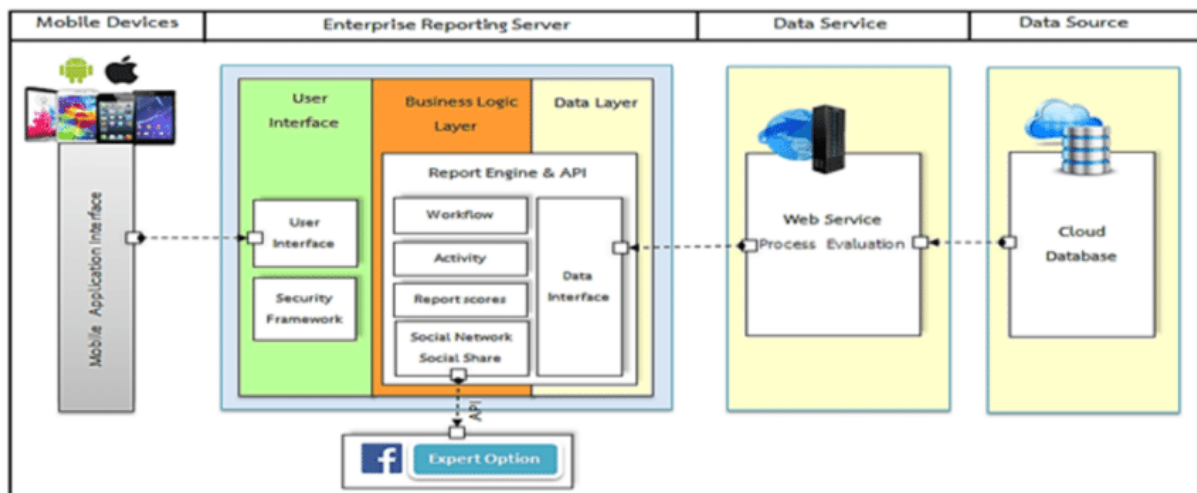 Mobile Devices
Enterprise Reporting Server
Data Service
Data Source
Mobile Application Interface
User
Interface
Business Logic
Layer
Data Layer
User
Interface
Security
Framework
Report Engine & API
Workflow
Activity
Report scores
Social Network
Social Share
Data
Interface
API
Expert Option
Web Service
Process Evaluation
Cloud
Database